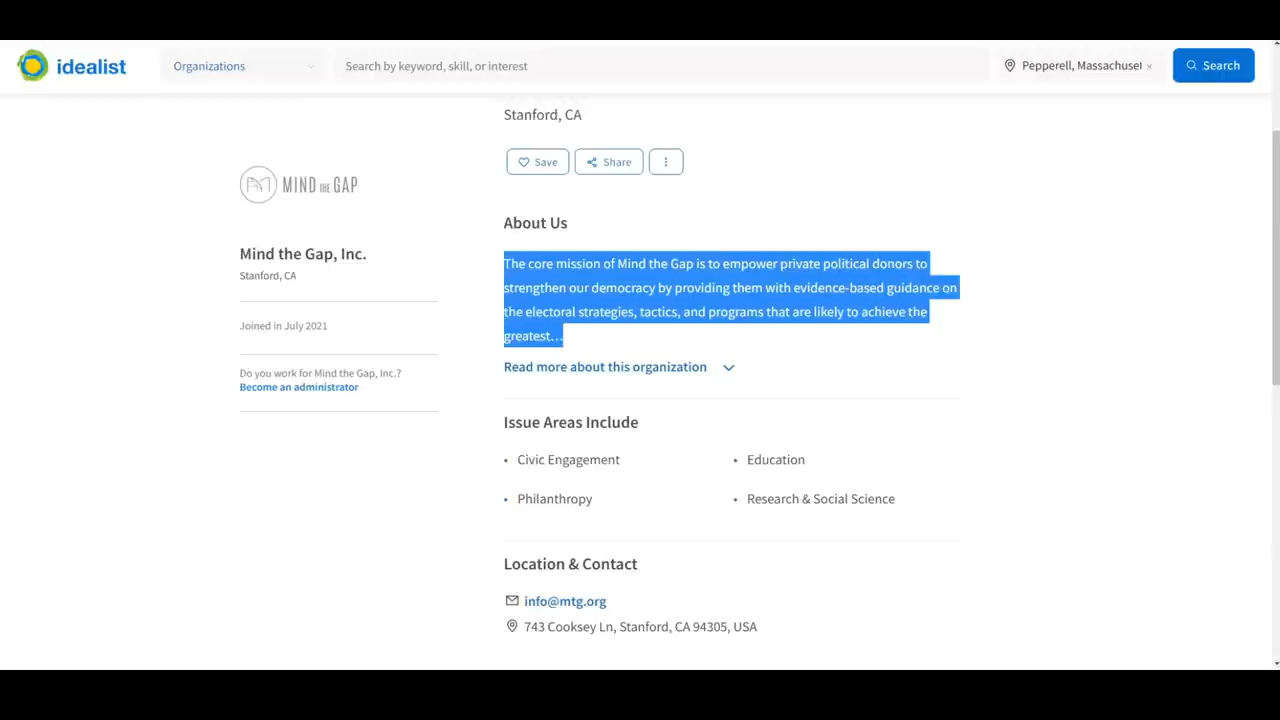 idealist
Organizations
Search by keyword, skill, or interest
Pepperell, Massachuset ×
Search
Stanford, CA
Save
Share
MIND THE GAP
About Us
Mind the Gap, Inc.
Stanford, CA
The core mission of Mind the Gap is to empower private political donors to
strengthen our democracy by providing them with evidence-based guidance on
the electoral strategies, tactics, and programs that are likely to achieve the
greatest…
Joined in July 2021
Read more about this organization
Do you work for Mind the Gap, Inc.?
Become an administrator
Issue Areas Include
• Civic Engagement
• Education
• Philanthropy
• Research & Social Science
Location & Contact
info@mtg.org
743 Cooksey Ln, Stanford, CA 94305, USA